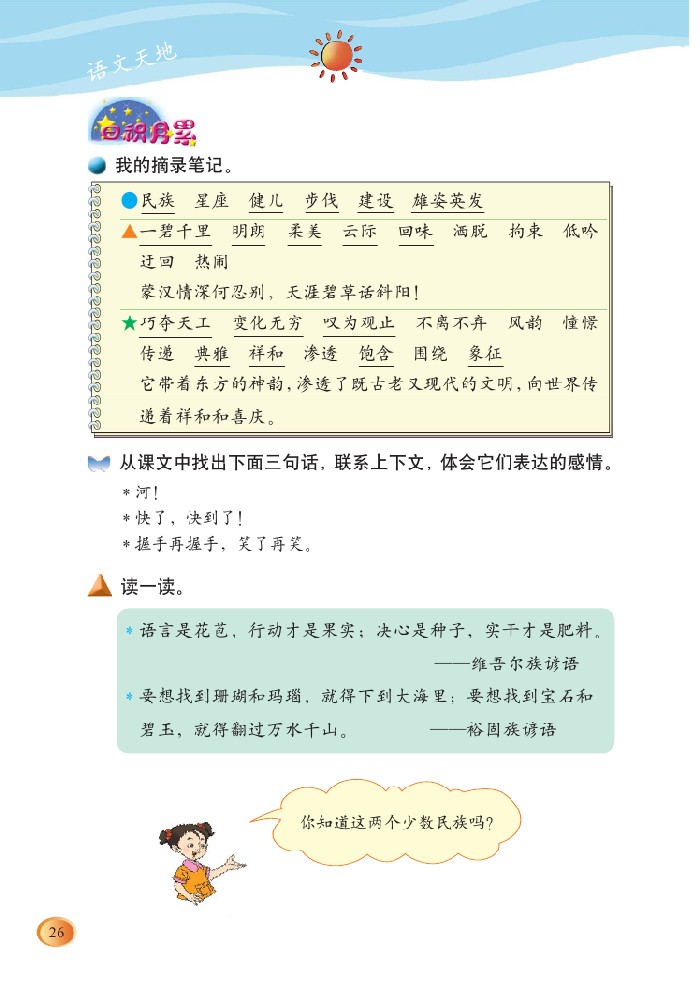 语文天地
日积月累
我的摘录笔记。
民族 星座 健儿 步伐 建设 雄姿英发
一碧千里 明朗 柔美 云际 回味 洒脱 拘束 低吟
迂回 热闹
蒙汉情深何忍别，天涯碧草话斜阳！
巧夺天工 变化无穷 叹为观止 不离不弃 风韵 憧憬
传递 典雅 祥和 渗透 饱含 围绕 象征
它带着东方的神韵，渗透了既古老又现代的文明，向世界传
递着祥和和喜庆。
从课文中找出下面三句话，联系上下文，体会它们表达的感情。
*河！
*快了，快到了！
*握手再握手，笑了再笑。
读一读。
*语言是花苞，行动才是果实；决心是种子，实干才是肥料。
——维吾尔族谚语
*要想找到珊瑚和玛瑙，就得下到大海里；要想找到宝石和
碧玉，就得翻过万水千山。 ——裕固族谚语
你知道这两个少数民族吗？
26